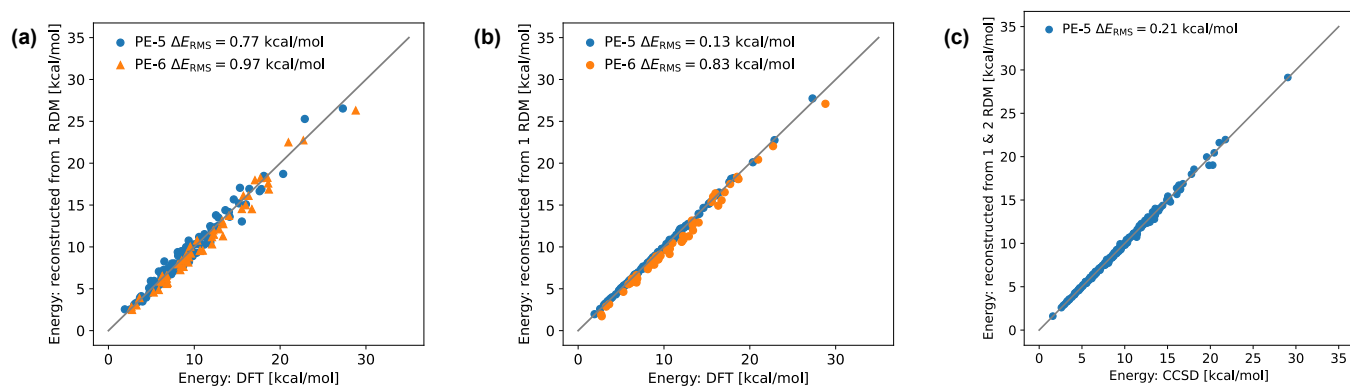 (a)
PE-5 ΔE_RMS = 0.77 kcal/mol
PE-6 ΔE_RMS = 0.97 kcal/mol
Energy: reconstructed from 1 RDM [kcal/mol]
35
30
25
20
15
10
5
0
0 10 20 30
Energy: DFT [kcal/mol]
(b)
PE-5 ΔE_RMS = 0.13 kcal/mol
PE-6 ΔE_RMS = 0.83 kcal/mol
Energy: reconstructed from 1 RDM [kcal/mol]
35
30
25
20
15
10
5
0
0 10 20 30
Energy: DFT [kcal/mol]
(c)
PE-5 ΔE_RMS = 0.21 kcal/mol
Energy: reconstructed from 1 & 2 RDM [kcal/mol]
35
30
25
20
15
10
5
0
0 5 10 15 20 25 30 35
Energy: CCSD [kcal/mol]